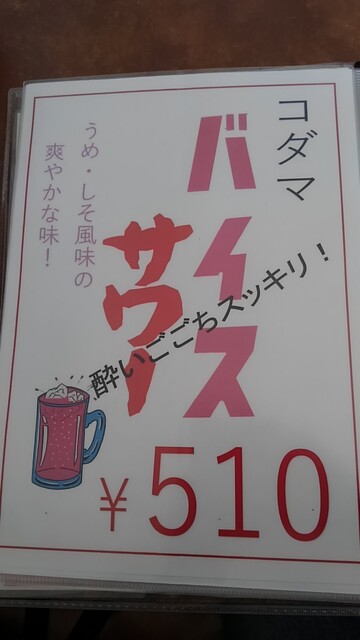 コダマ
バイス
サワー
酔いごごちスッキリ！
うめ・しそ風味の
爽やかな味！
¥510